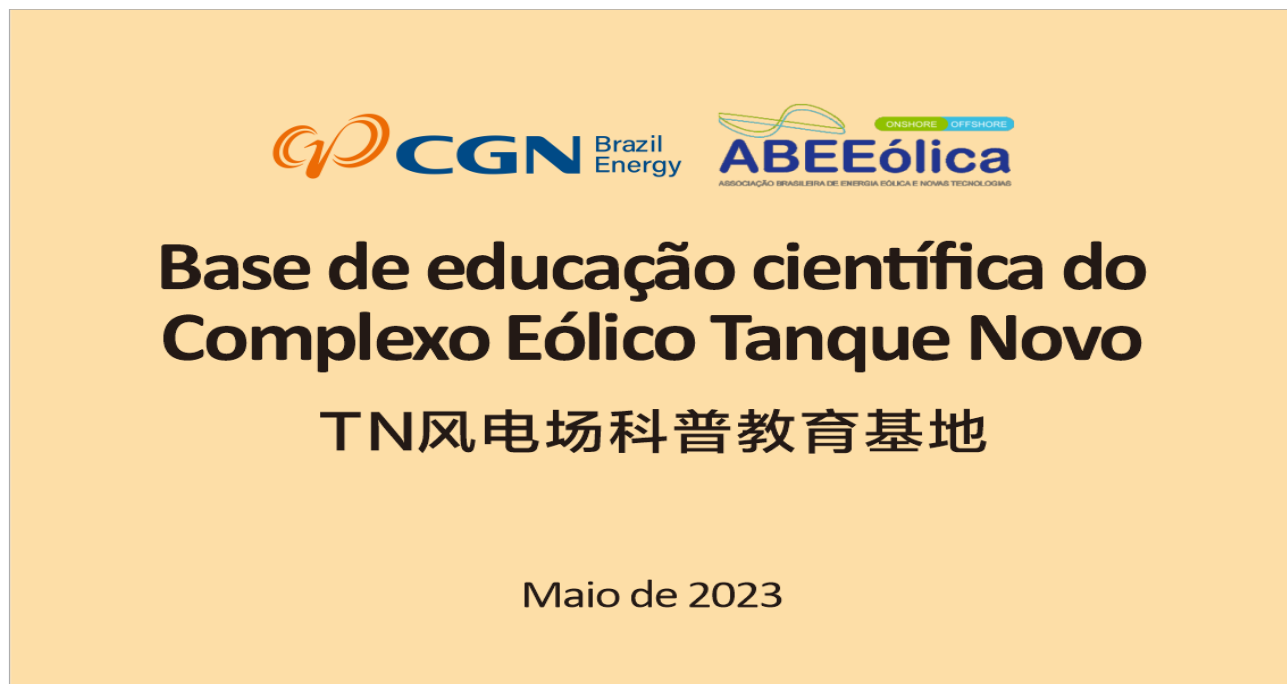 CGN Brazil Energy
ONSHORE OFFSHORE
ABEEólica
ASSOCIAÇÃO BRASILEIRA DE ENERGIA EÓLICA E NOVAS TECNOLOGIAS
Base de educação científica do
Complexo Eólico Tanque Novo
TN风电场科普教育基地
Maio de 2023